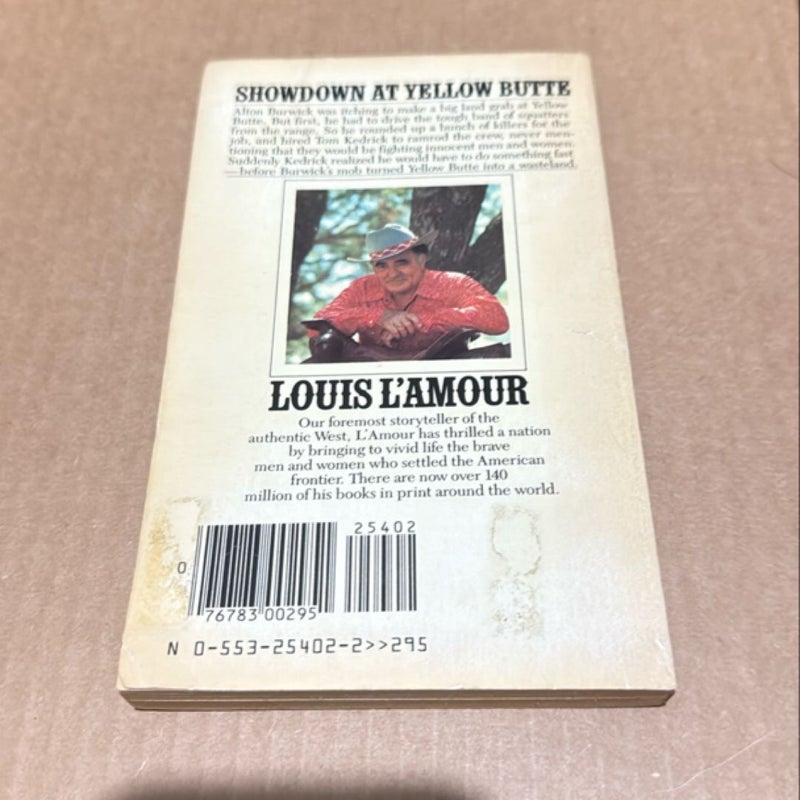 SHOWDOWN AT YELLOW BUTTE
Alton Burwick was itching to make a big land grab at Yellow
Butte. But first, he had to drive the tough band of squatters
from the range. So he rounded up a bunch of killers for the
job, and hired Tom Kedrick to ramrod the crew, never men-
tioning that they would be fighting innocent men and women.
Suddenly Kedrick realized he would have to do something fast
—before Burwick's mob turned Yellow Butte into a wasteland.
LOUIS L'AMOUR
Our foremost storyteller of the
authentic West, L'Amour has thrilled a nation
by bringing to vivid life the brave
men and women who settled the American
frontier. There are now over 140
million of his books in print around the world.
25402
0
76783 00295
N 0-553-25402-2>>295